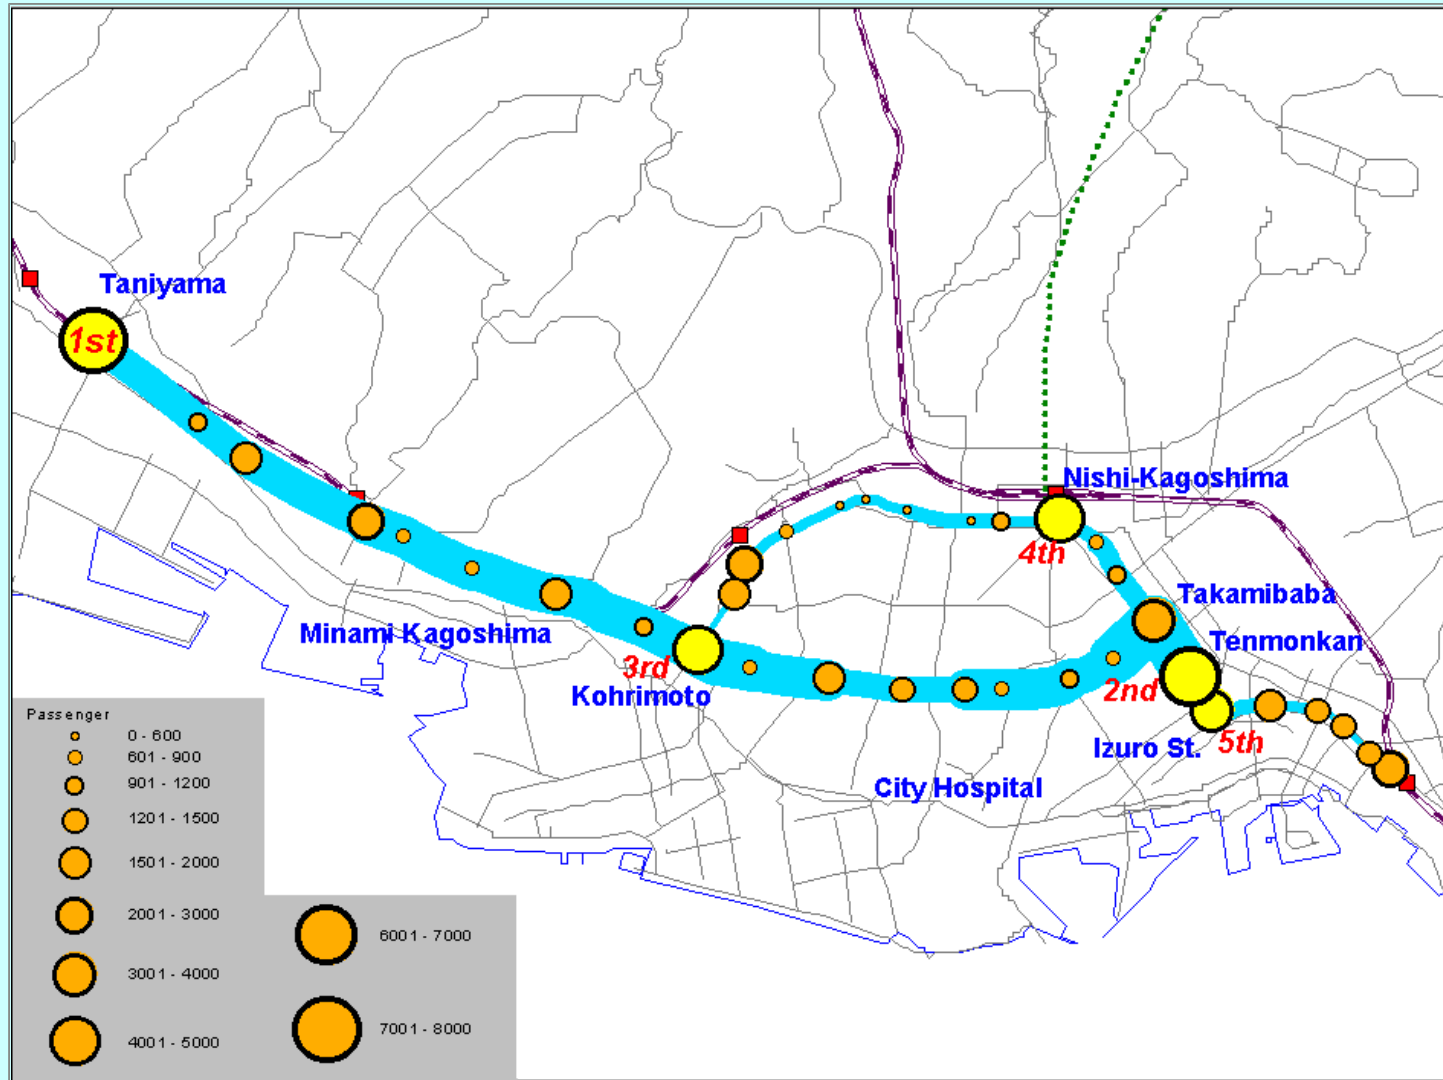 Taniyama
1st
Nishi-Kagoshima
4th
Takamibaba
Tenmonkan
Minami Kagoshima
3rd
Kohrimoto
2nd
5th
Izuro St.
City Hospital
Passenger
0 - 600
601 - 900
901 - 1200
1201 - 1500
1501 - 2000
2001 - 3000
3001 - 4000
4001 - 5000
6001 - 7000
7001 - 8000